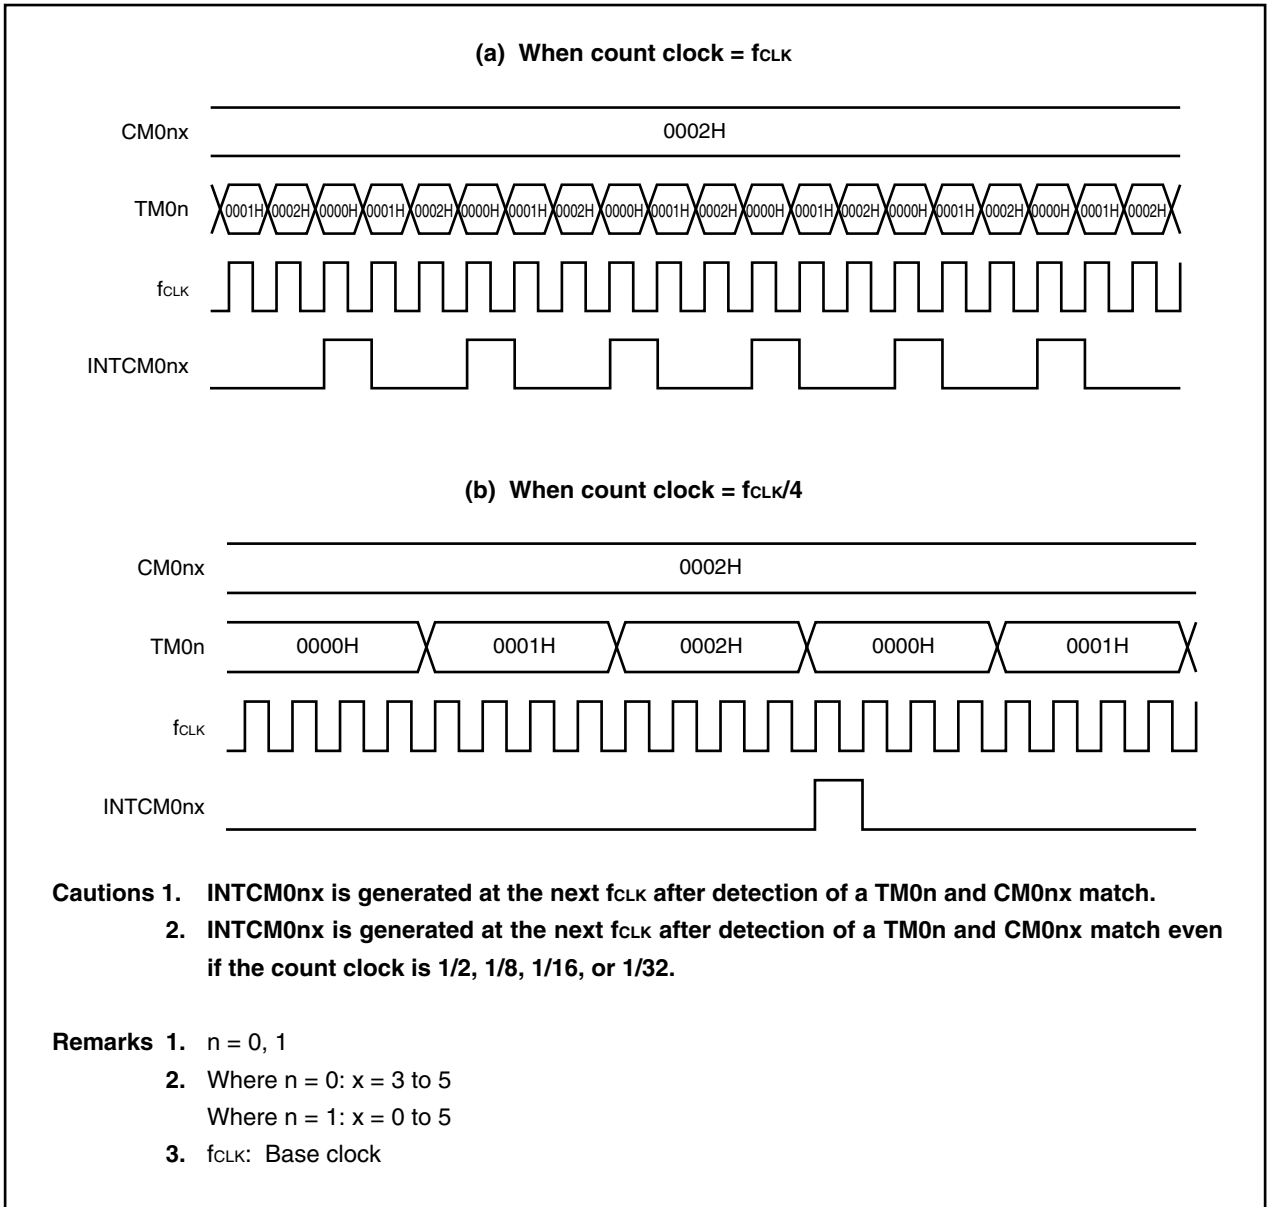 (a) When count clock = fCLK
CM0nx
0002H
TM0n
0001H 0002H 0000H 0001H 0002H 0000H 0001H 0002H 0000H 0001H 0002H 0000H 0001H 0002H 0000H 0001H 0002H 0000H 0001H 0002H
fCLK
INTCM0nx
(b) When count clock = fCLK/4
CM0nx
0002H
TM0n
0000H 0001H 0002H 0000H 0001H
fCLK
INTCM0nx
Cautions 1. INTCM0nx is generated at the next fCLK after detection of a TM0n and CM0nx match.
2. INTCM0nx is generated at the next fCLK after detection of a TM0n and CM0nx match even
if the count clock is 1/2, 1/8, 1/16, or 1/32.
Remarks 1. n = 0, 1
2. Where n = 0: x = 3 to 5
Where n = 1: x = 0 to 5
3. fCLK: Base clock